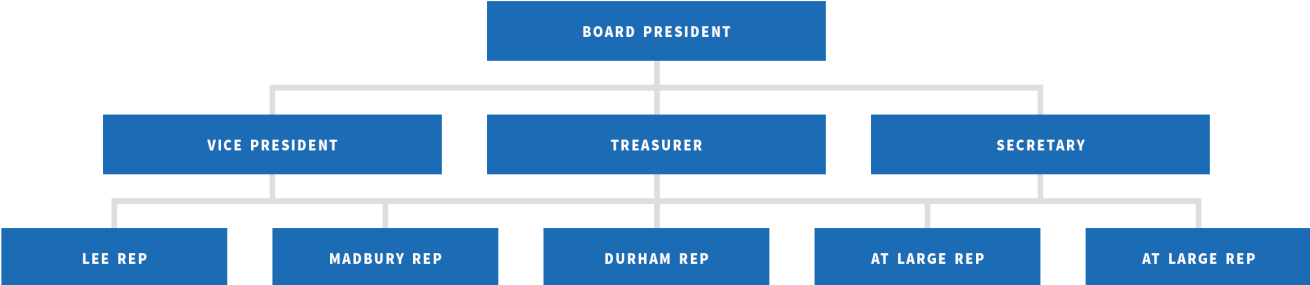 BOARD PRESIDENT
VICE PRESIDENT
TREASURER
SECRETARY
LEE REP
MADBURY REP
DURHAM REP
AT LARGE REP
AT LARGE REP